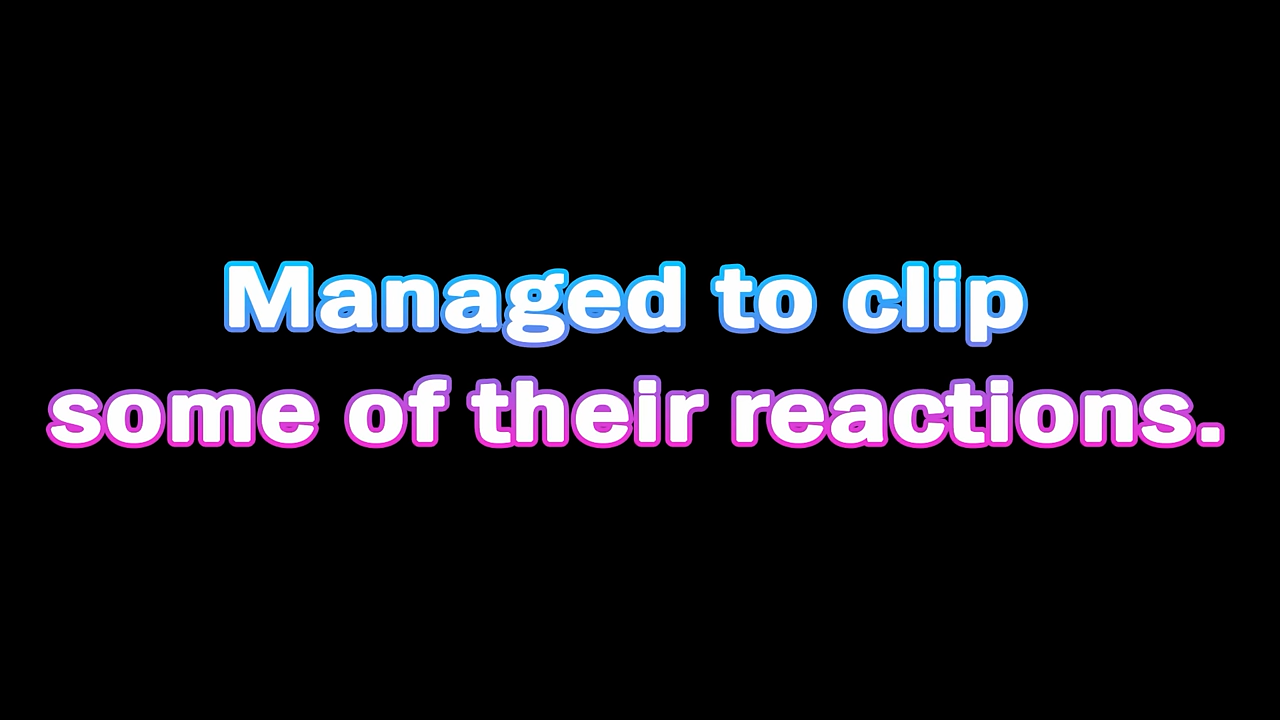 Managed to clip
some of their reactions.